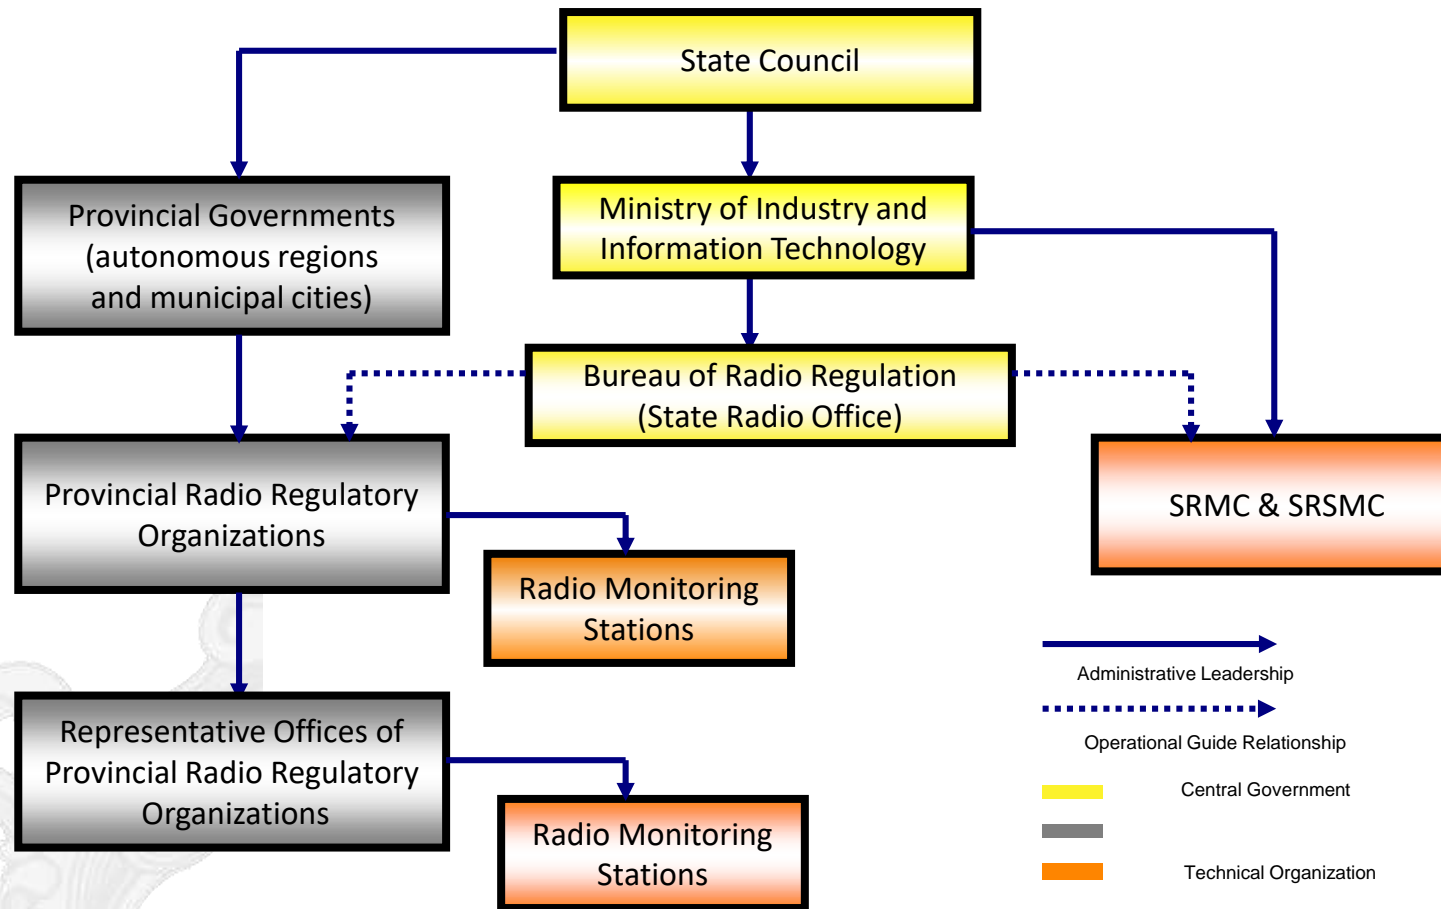 State Council
Provincial Governments
(autonomous regions
and municipal cities)
Ministry of Industry and
Information Technology
Bureau of Radio Regulation
(State Radio Office)
Provincial Radio Regulatory
Organizations
SRMC & SRSMC
Radio Monitoring
Stations
Representative Offices of
Provincial Radio Regulatory
Organizations
Radio Monitoring
Stations
Administrative Leadership
Operational Guide Relationship
Central Government
Technical Organization